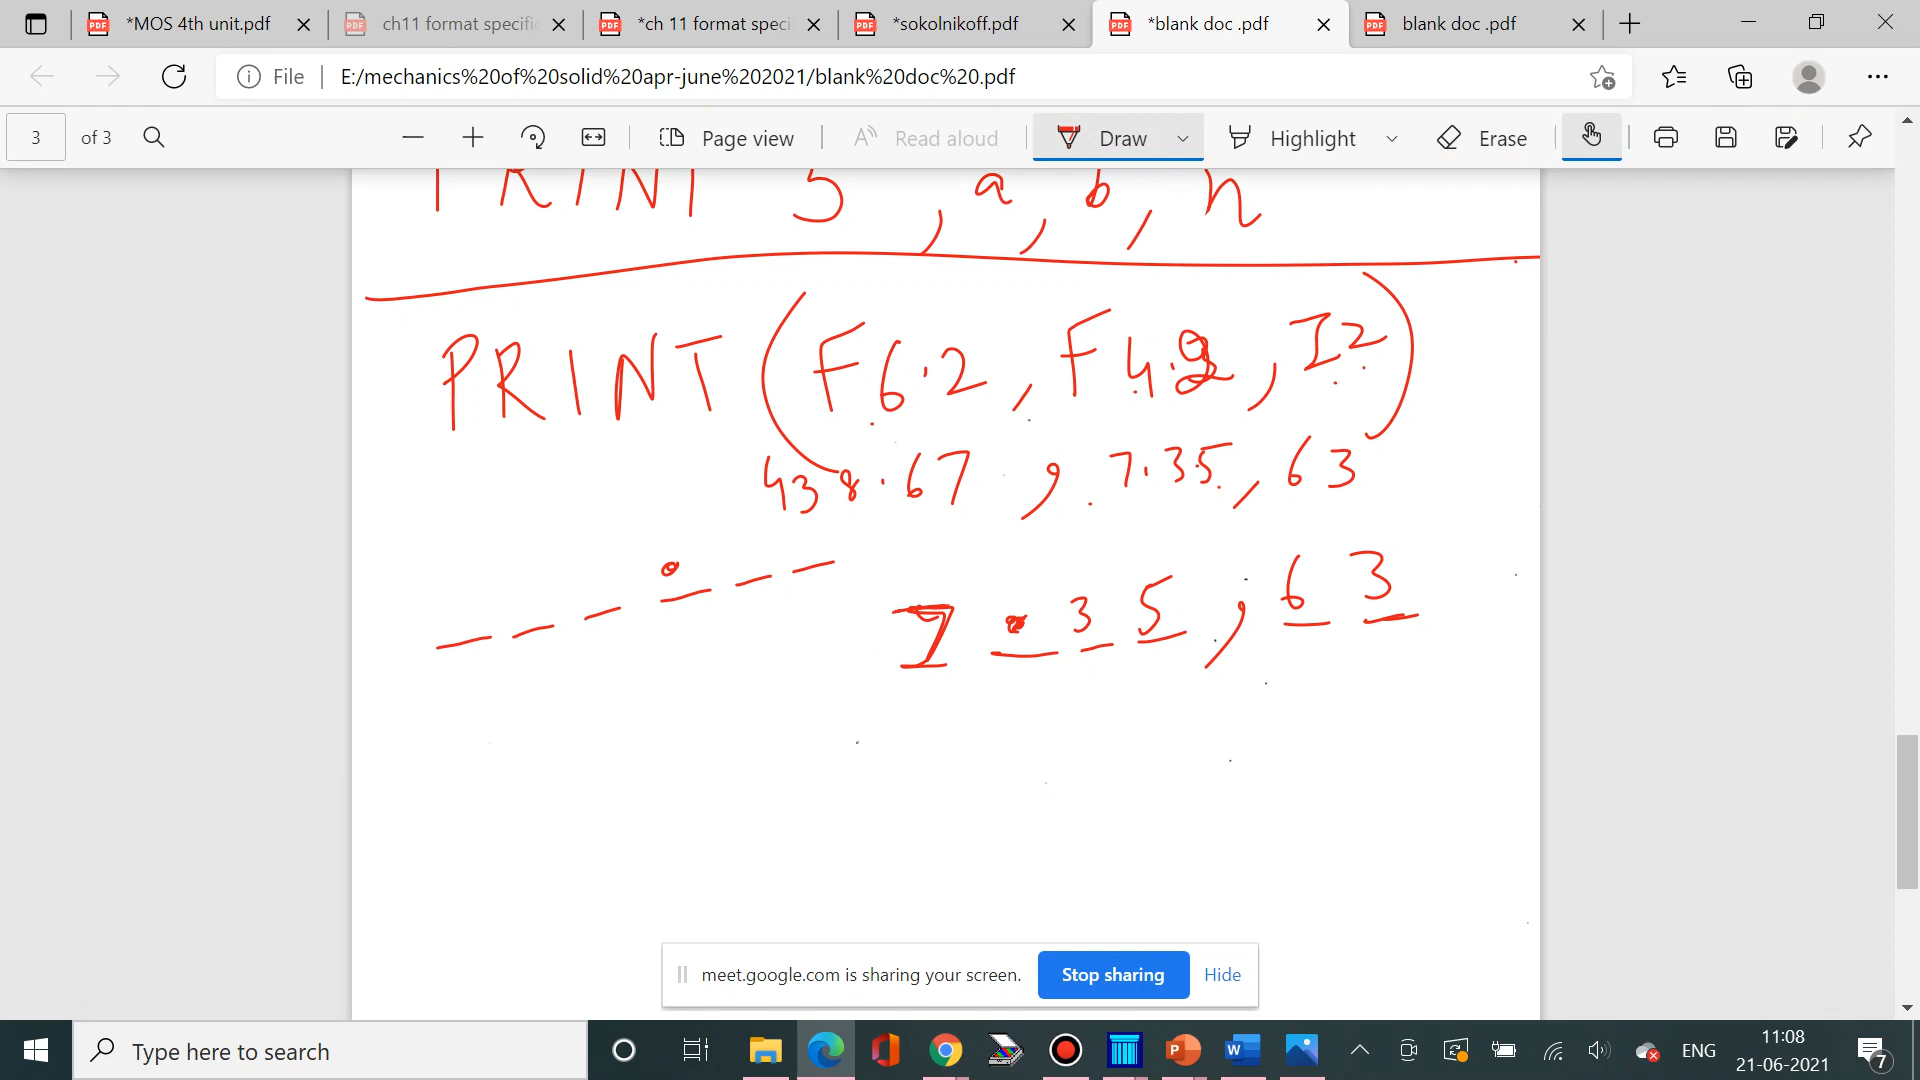 *MOS 4th unit.pdf ch11 format specific *ch 11 format speci *sokolnikoff.pdf *blank doc .pdf blank doc .pdf
File E:/mechanics%20of%20solid%20apr-june%202021/blank%20doc%20.pdf
3 of 3 Page view Read aloud Draw Highlight Erase
PRINT 5, a, b, n
PRINT (F6.2, F4.2, I2)
438.67, 7.35, 63
7.35, 63
meet.google.com is sharing your screen. Stop sharing Hide
Type here to search ENG 11:08
21-06-2021 7